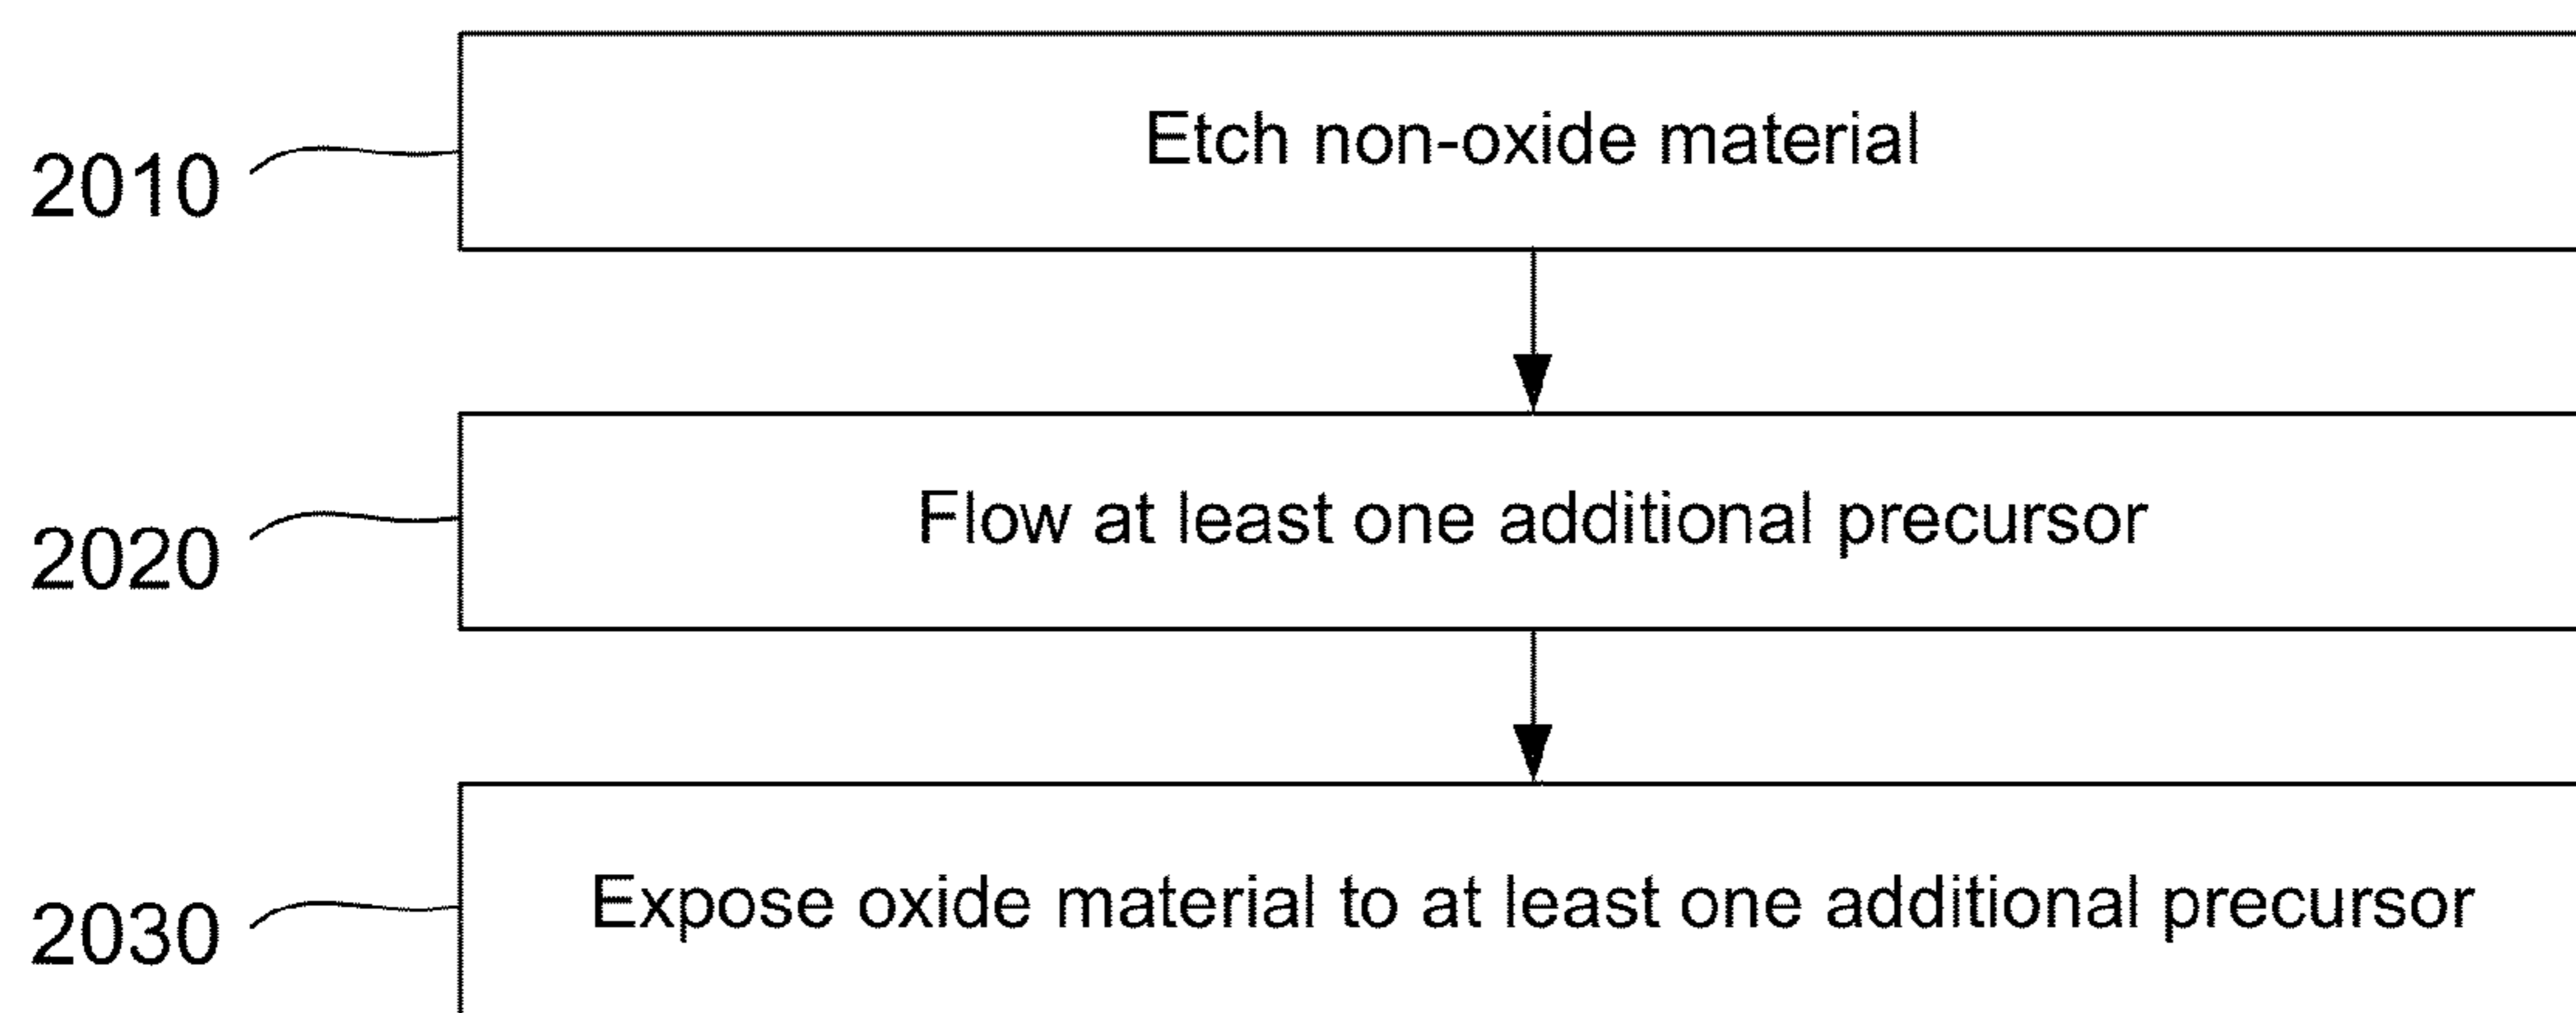 2010 Etch non-oxide material
2020 Flow at least one additional precursor
2030 Expose oxide material to at least one additional precursor